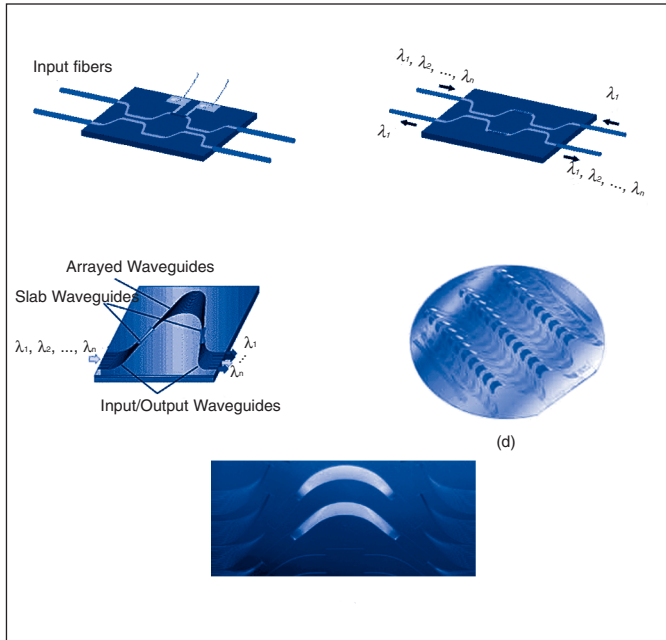 Input fibers
λ1, λ2, ..., λn
λ1
λ1
λ1, λ2, ..., λn
Arrayed Waveguides
Slab Waveguides
λ1, λ2, ..., λn
λ1
...
λn
Input/Output Waveguides
(d)